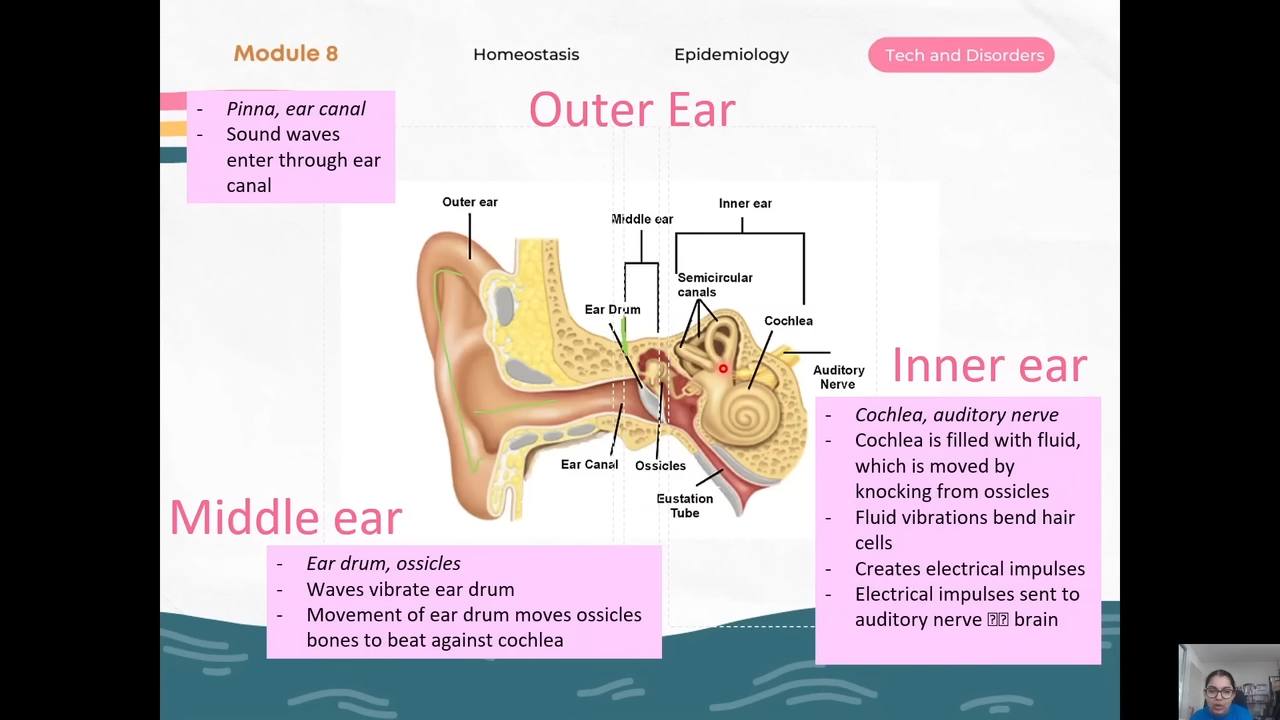 Module 8
Homeostasis
Epidemiology
Tech and Disorders
Outer Ear
- Pinna, ear canal
- Sound waves
enter through ear
canal
Outer ear
Middle ear
Inner ear
Semicircular
canals
Ear Drum
Cochlea
Auditory
Nerve
Ear Canal
Ossicles
Eustation
Tube
Inner ear
- Cochlea, auditory nerve
- Cochlea is filled with fluid,
which is moved by
knocking from ossicles
- Fluid vibrations bend hair
cells
- Creates electrical impulses
- Electrical impulses sent to
auditory nerve brain
Middle ear
- Ear drum, ossicles
- Waves vibrate ear drum
- Movement of ear drum moves ossicles
bones to beat against cochlea